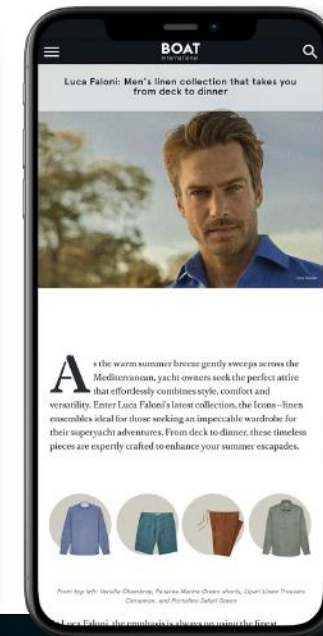 BOAT
International
Luca Faloni: Men's linen collection that takes you
from deck to dinner
As the warm summer breeze gently sweeps across the
Mediterranean, yacht owners seek the perfect attire
that effortlessly combines style, comfort and
versatility. Enter Luca Faloni's latest collection, the Icons—linen
ensembles ideal for those seeking an impeccable wardrobe for
their superyacht adventures. From deck to dinner, these timeless
pieces are expertly crafted to enhance your summer escapades.
From top left: Versilia Chambray, Panarea Marina Green shorts, Lipari Linen Trousers
Cinnamon, and Portofino Safari Green
Luca Faloni, the emphasis is always on using the finest